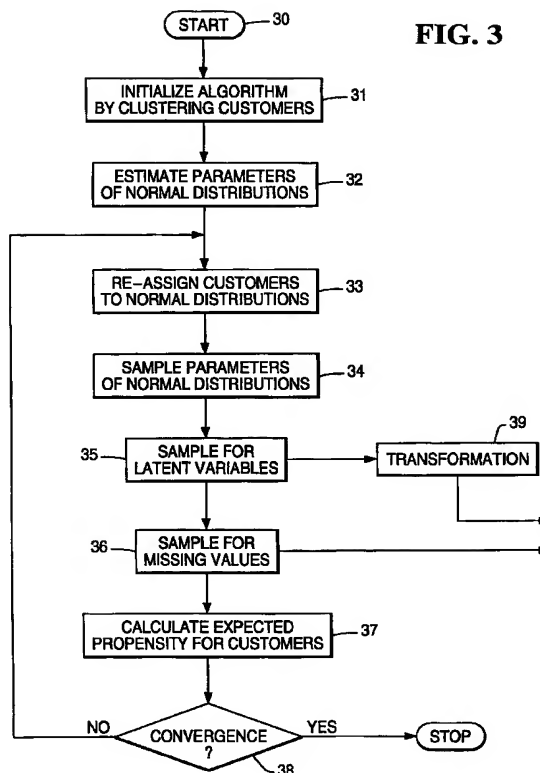 FIG. 3
START
30
INITIALIZE ALGORITHM
BY CLUSTERING CUSTOMERS
31
ESTIMATE PARAMETERS
OF NORMAL DISTRIBUTIONS
32
RE-ASSIGN CUSTOMERS
TO NORMAL DISTRIBUTIONS
33
SAMPLE PARAMETERS
OF NORMAL DISTRIBUTIONS
34
35
SAMPLE FOR
LATENT VARIABLES
39
TRANSFORMATION
36
SAMPLE FOR
MISSING VALUES
CALCULATE EXPECTED
PROPENSITY FOR CUSTOMERS
37
NO
CONVERGENCE
?
YES
STOP
38